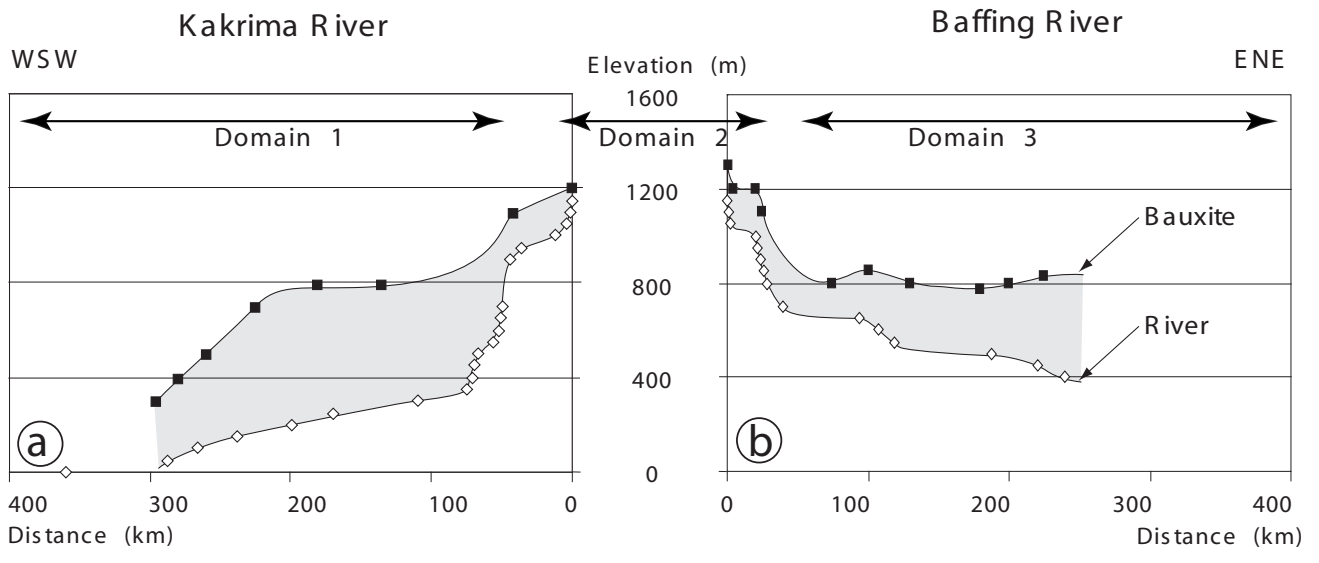 Kakrima River
Baffing River
WSW
Elevation (m)
ENE
1600
Domain 1
Domain 2
Domain 3
1200
Bauxite
800
River
400
a
b
0
400 300 200 100 0
0 100 200 300 400
Distance (km)
Distance (km)